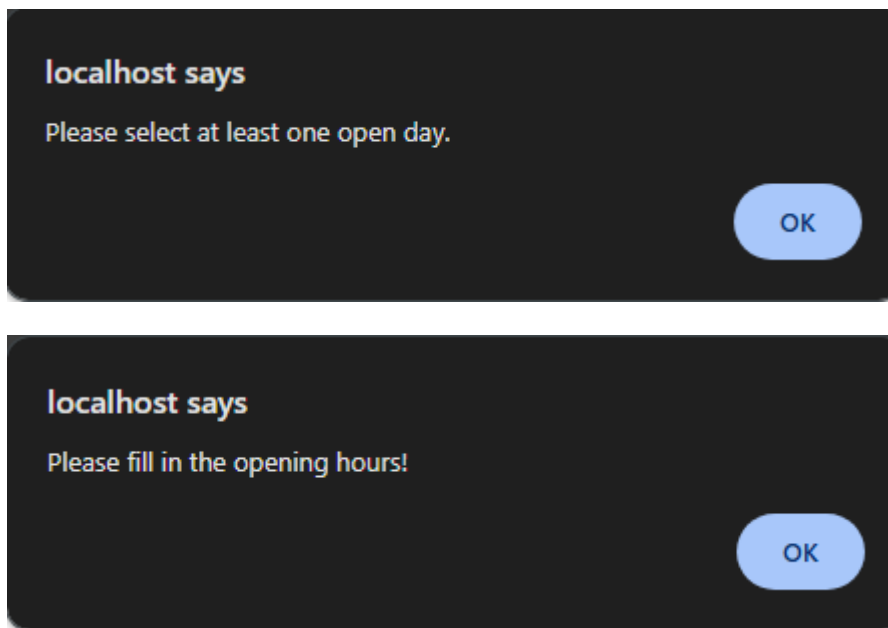 localhost says
Please select at least one open day.
OK
localhost says
Please fill in the opening hours!
OK